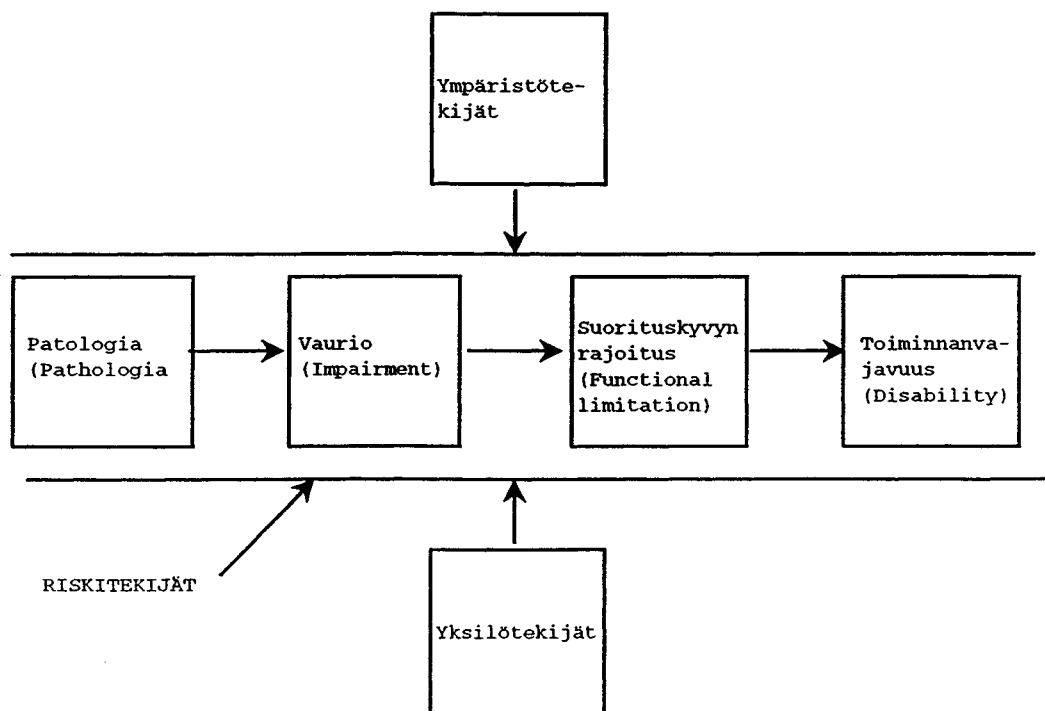 Ympäristöte-
kijät
Patologia
(Pathologia
Vaurio
(Impairment)
Suorituskyvyn
rajoitus
(Functional
limitation)
Toiminnanva-
javuus
(Disability)
RISKITEKIJÄT
Yksilötekijät